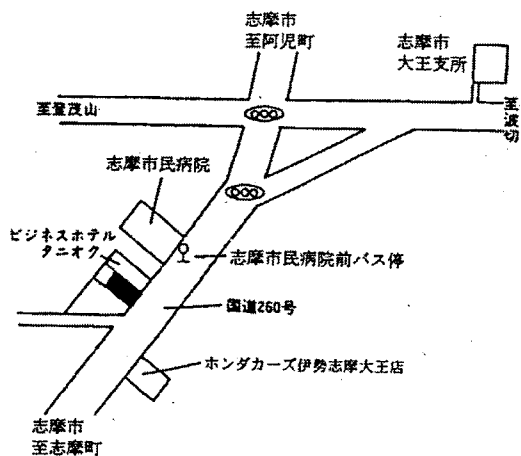 志摩市
至阿児町
志摩市
大王支所
至登茂山
至波切
志摩市民病院
ビジネスホテル
タニオク
志摩市民病院前バス停
国道260号
ホンダカーズ伊勢志摩大王店
志摩市
至志摩町